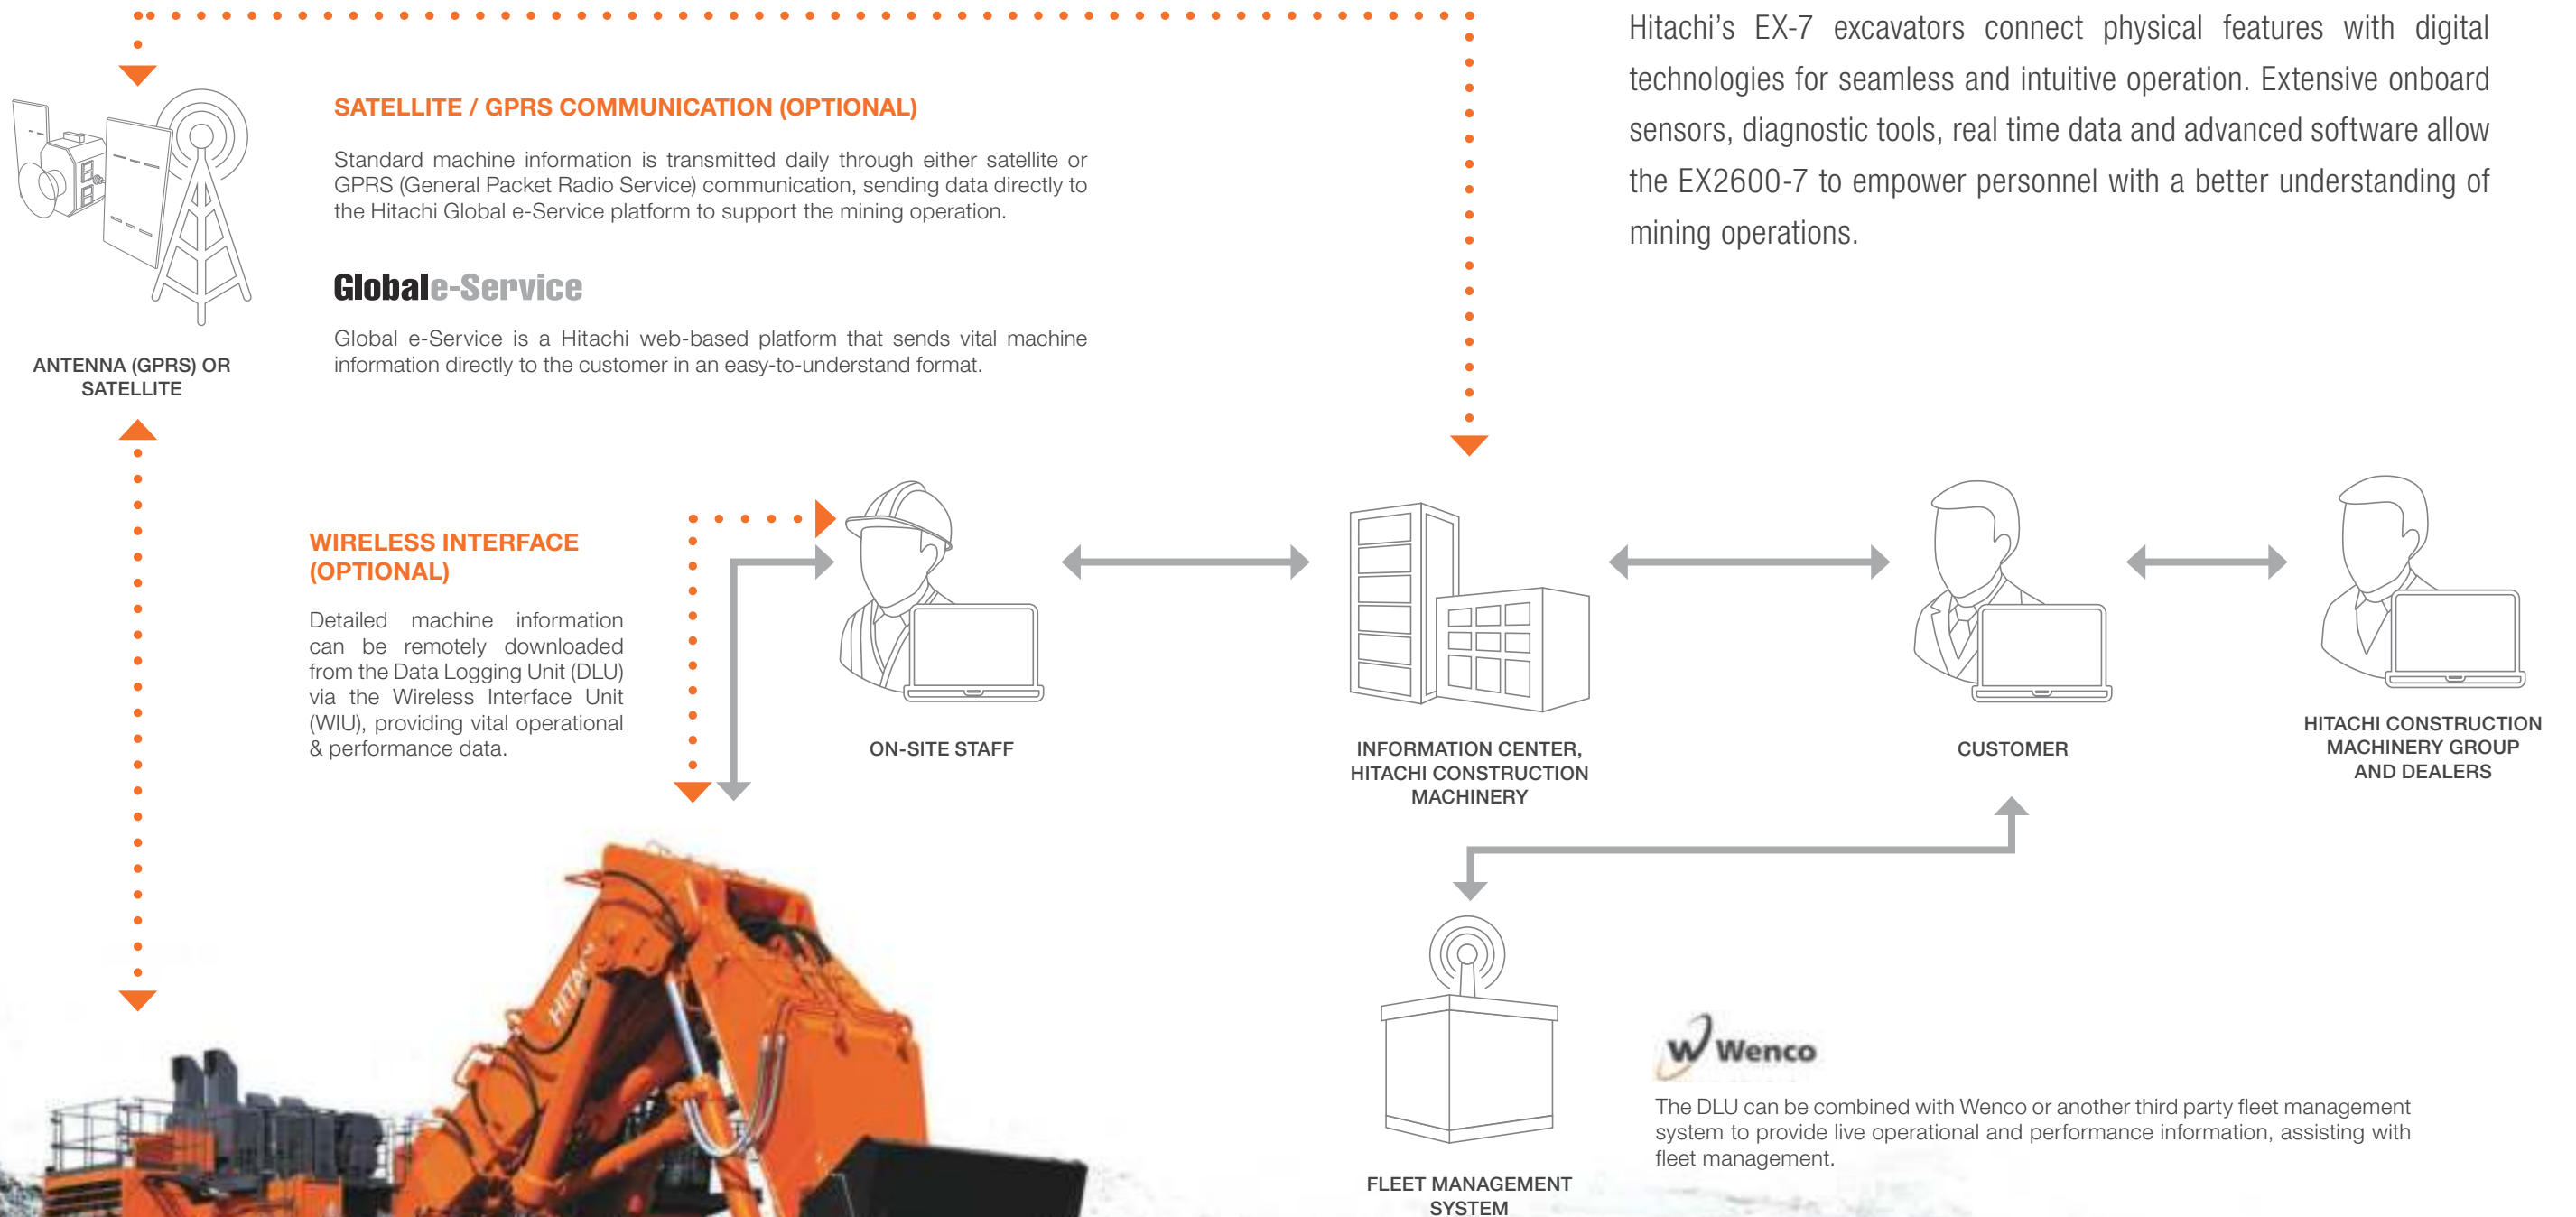 Hitachi’s EX-7 excavators connect physical features with digital
technologies for seamless and intuitive operation. Extensive onboard
sensors, diagnostic tools, real time data and advanced software allow
the EX2600-7 to empower personnel with a better understanding of
mining operations.
SATELLITE / GPRS COMMUNICATION (OPTIONAL)
Standard machine information is transmitted daily through either satellite or
GPRS (General Packet Radio Service) communication, sending data directly to
the Hitachi Global e-Service platform to support the mining operation.
Globale-Service
Global e-Service is a Hitachi web-based platform that sends vital machine
information directly to the customer in an easy-to-understand format.
ANTENNA (GPRS) OR
SATELLITE
WIRELESS INTERFACE
(OPTIONAL)
Detailed machine information
can be remotely downloaded
from the Data Logging Unit (DLU)
via the Wireless Interface Unit
(WIU), providing vital operational
& performance data.
ON-SITE STAFF
INFORMATION CENTER,
HITACHI CONSTRUCTION
MACHINERY
CUSTOMER
HITACHI CONSTRUCTION
MACHINERY GROUP
AND DEALERS
HITACHI
W Wenco
The DLU can be combined with Wenco or another third party fleet management
system to provide live operational and performance information, assisting with
fleet management.
FLEET MANAGEMENT
SYSTEM